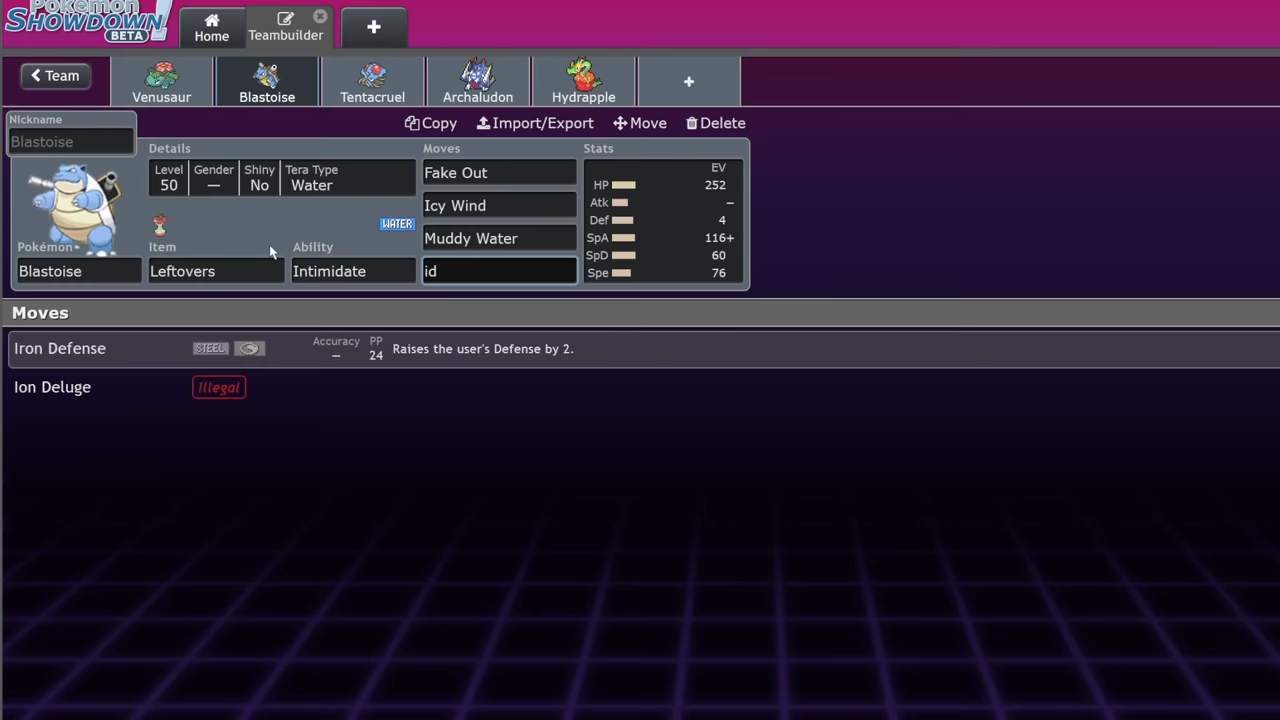 Pokémon
SHOWDOWN!
BETA
Home
Teambuilder
+
Team
Venusaur
Blastoise
Tentacruel
Archaludon
Hydrapple
+
Copy
Import/Export
Move
Delete
Nickname
Blastoise
Details
Level
50
Gender
—
Shiny
No
Tera Type
Water
WATER
Pokémon
Blastoise
Item
Leftovers
Ability
Intimidate
Moves
Fake Out
Icy Wind
Muddy Water
id
Stats
EV
HP 252
Atk –
Def 4
SpA 116+
SpD 60
Spe 76
Moves
Iron Defense STEEL Accuracy — PP 24 Raises the user's Defense by 2.
Ion Deluge Illegal